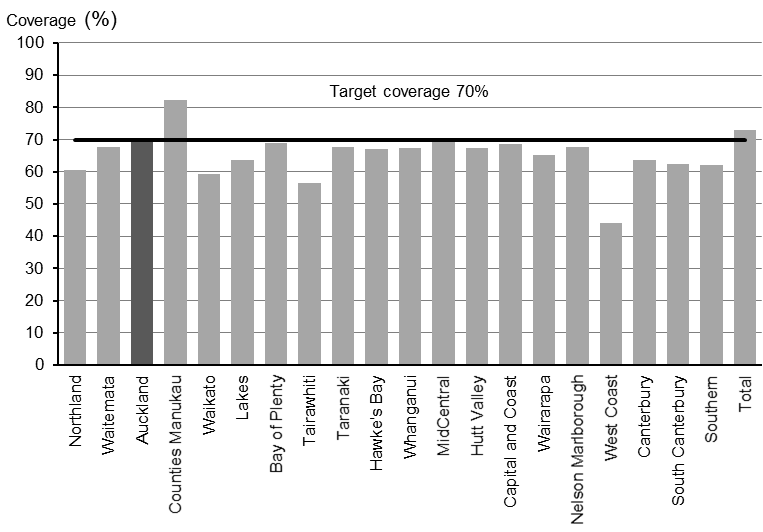 Coverage (%)
100
90
80
70
60
50
40
30
20
10
0
Target coverage 70%
Northland
Waitemata
Auckland
Counties Manukau
Waikato
Lakes
Bay of Plenty
Tairawhiti
Taranaki
Hawke's Bay
Whanganui
MidCentral
Hutt Valley
Capital and Coast
Wairarapa
Nelson Marlborough
West Coast
Canterbury
South Canterbury
Southern
Total